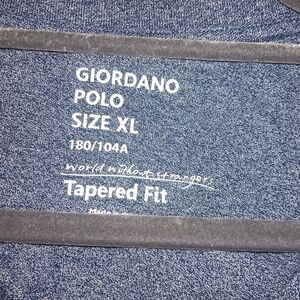 GIORDANO
POLO
SIZE XL
180/104A
world without strangers
Tapered Fit